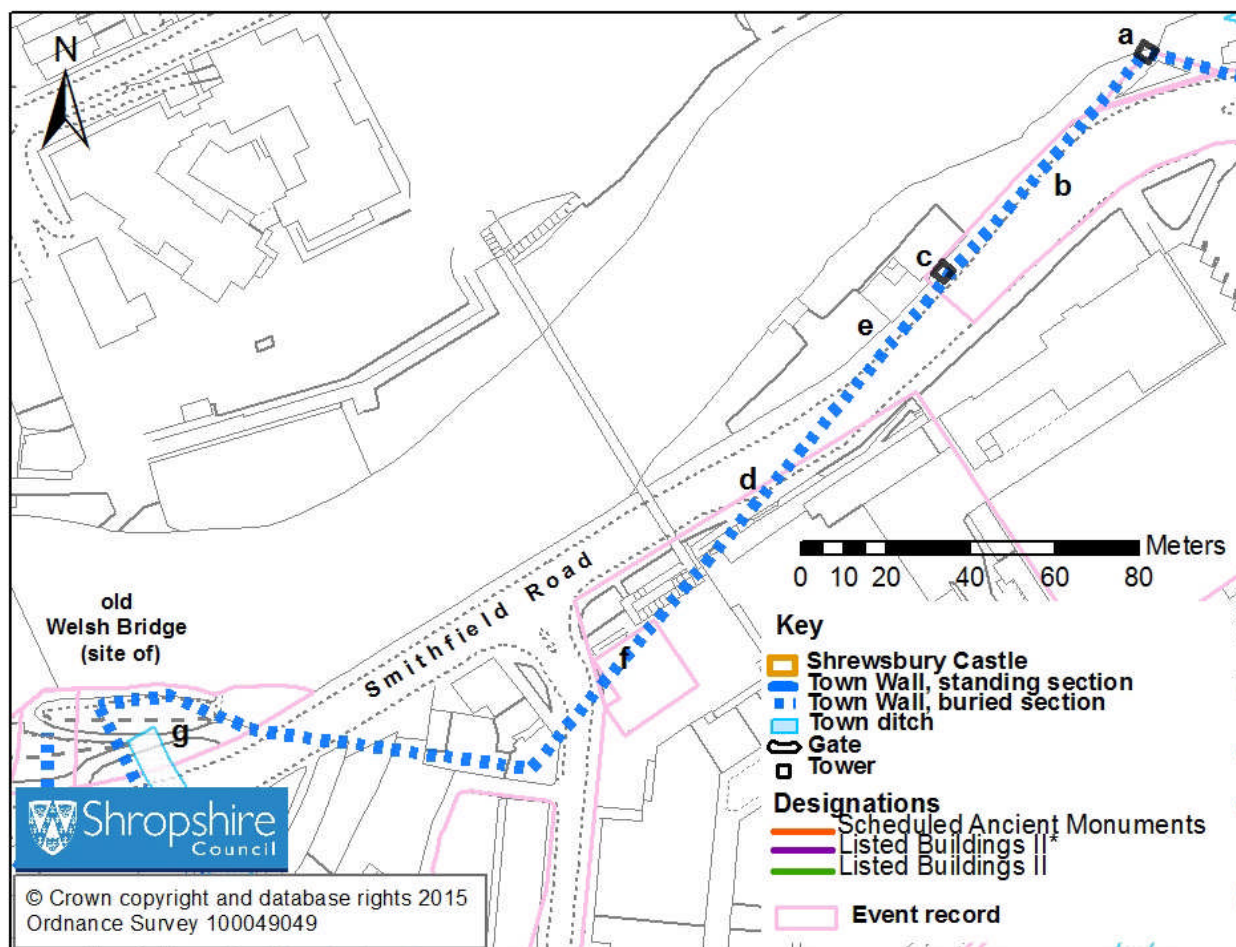 N
a
b
c
e
d
Smithfield Road
old
Welsh Bridge
(site of)
f
g
Meters
0 10 20 40 60 80
Key
Shrewsbury Castle
Town Wall, standing section
Town Wall, buried section
Town ditch
Gate
Tower
Designations
Scheduled Ancient Monuments
Listed Buildings II*
Listed Buildings II
Event record
Shropshire
Council
© Crown copyright and database rights 2015
Ordnance Survey 100049049